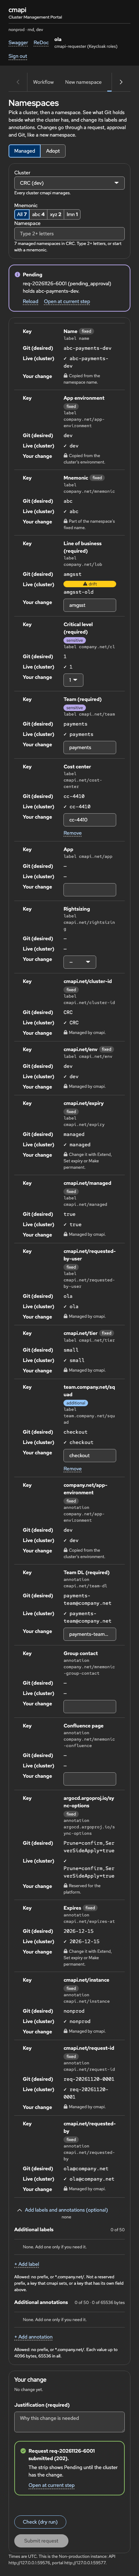 cmapi
Cluster Management Portal
nonprod · ind, dev
Swagger
ReDoc
ola
cmapi-requester (Keycloak roles)
Sign out
Workflow
New namespace
Namespaces
Pick a cluster, then a namespace. See what Git holds beside what the cluster has, and change labels or annotations. Changes go through a request, approval and Git, like a new namespace.
Managed
Adopt
Cluster
CRC (dev)
Every cluster cmapi manages.
Mnemonic
All 7
abc 4
xyz 2
lmn 1
Namespace
Type 2+ letters
7 managed namespaces in CRC. Type 2+ letters, or start with a mnemonic.
Pending
req-20261126-6001 (pending_approval) holds abc-payments-dev.
Reload
Open at current step
Key
Name fixed
label name
Git (desired)
abc-payments-dev
Live (cluster)
✓ abc-payments-dev
Your change
Copied from the namespace name.
Key
App environment
fixed
label company.net/app-environment
Git (desired)
dev
Live (cluster)
✓ dev
Your change
Copied from the cluster's environment.
Key
Mnemonic fixed
label company.net/mnemonic
Git (desired)
abc
Live (cluster)
✓ abc
Your change
Part of the namespace's fixed name.
Key
Line of business (required)
label company.net/lob
Git (desired)
amgsst
Live (cluster)
amgsst-old
Your change
amgsst
Key
Critical level (required)
sensitive
label company.net/cl
Git (desired)
1
Live (cluster)
✓ 1
Your change
1
Key
Team (required)
sensitive
label company.net/team
Git (desired)
payments
Live (cluster)
✓ payments
Your change
payments
Key
Cost center
label cmapi.net/cost-center
Git (desired)
cc-4410
Live (cluster)
✓ cc-4410
Your change
cc-4410
Remove
Key
App
label cmapi.net/app
Git (desired)
—
Live (cluster)
—
Your change
Key
Rightsizing
label cmapi.net/rightsizing
Git (desired)
—
Live (cluster)
—
Your change
—
Key
cmapi.net/cluster-id
fixed
label cmapi.net/cluster-id
Git (desired)
CRC
Live (cluster)
✓ CRC
Your change
Managed by cmapi.
Key
cmapi.net/env fixed
label cmapi.net/env
Git (desired)
dev
Live (cluster)
✓ dev
Your change
Managed by cmapi.
Key
cmapi.net/expiry
fixed
label cmapi.net/expiry
Git (desired)
managed
Live (cluster)
✓ managed
Your change
Change it with Extend, Set expiry or Make permanent.
Key
cmapi.net/managed
fixed
label cmapi.net/managed
Git (desired)
true
Live (cluster)
✓ true
Your change
Managed by cmapi.
Key
cmapi.net/requested-by-user
fixed
label cmapi.net/requested-by-user
Git (desired)
ola
Live (cluster)
✓ ola
Your change
Managed by cmapi.
Key
cmapi.net/tier fixed
label cmapi.net/tier
Git (desired)
small
Live (cluster)
✓ small
Your change
Managed by cmapi.
Key
team.company.net/squad
additional
label team.company.net/squad
Git (desired)
checkout
Live (cluster)
✓ checkout
Your change
checkout
Remove
Key
company.net/app-environment
fixed
annotation company.net/app-environment
Git (desired)
dev
Live (cluster)
✓ dev
Your change
Copied from the cluster's environment.
Key
Team DL (required)
annotation company.net/team-dl
Git (desired)
payments-team@company.net
Live (cluster)
✓ payments-team@company.net
Your change
payments-team...
Key
Group contact
annotation company.net/mnemonic-group-contact
Git (desired)
—
Live (cluster)
—
Your change
Key
Confluence page
annotation company.net/mnemonic-confluence
Git (desired)
—
Live (cluster)
—
Your change
Key
argocd.argoproj.io/sync-options
fixed
annotation argocd.argoproj.io/sync-options
Git (desired)
Prune=confirm,ServerSideApply=true
Live (cluster)
✓ Prune=confirm,ServerSideApply=true
Your change
Reserved for the platform.
Key
Expires fixed
annotation cmapi.net/expires-at
Git (desired)
2026-12-15
Live (cluster)
✓ 2026-12-15
Your change
Change it with Extend, Set expiry or Make permanent.
Key
cmapi.net/instance
fixed
annotation cmapi.net/instance
Git (desired)
nonprod
Live (cluster)
✓ nonprod
Your change
Managed by cmapi.
Key
cmapi.net/request-id
fixed
annotation cmapi.net/request-id
Git (desired)
req-20261120-0001
Live (cluster)
✓ req-20261120-0001
Your change
Managed by cmapi.
Key
cmapi.net/requested-by
fixed
annotation cmapi.net/requested-by
Git (desired)
ola@company.net
Live (cluster)
✓ ola@company.net
Your change
Managed by cmapi.
Add labels and annotations (optional)
none
Additional labels
0 of 50
None. Add one only if you need it.
+ Add label
Allowed: no prefix, or *.company.net/. Not a reserved prefix, a key that cmapi sets, or a key that has its own field above.
Additional annotations
0 of 50 · 0 of 65536 bytes
None. Add one only if you need it.
+ Add annotation
Allowed: no prefix, or *.company.net/. Each value up to 4096 bytes, 65536 in all.
Your change
No change yet.
Justification (required)
Why this change is needed
Request req-20261126-6001 submitted (202).
The strip shows Pending until the cluster has the change.
Open at current step
Check (dry run)
Submit request
Times are UTC. This is the Non-production instance. API http://127.0.0.1:59576, portal http://127.0.0.1:59577.